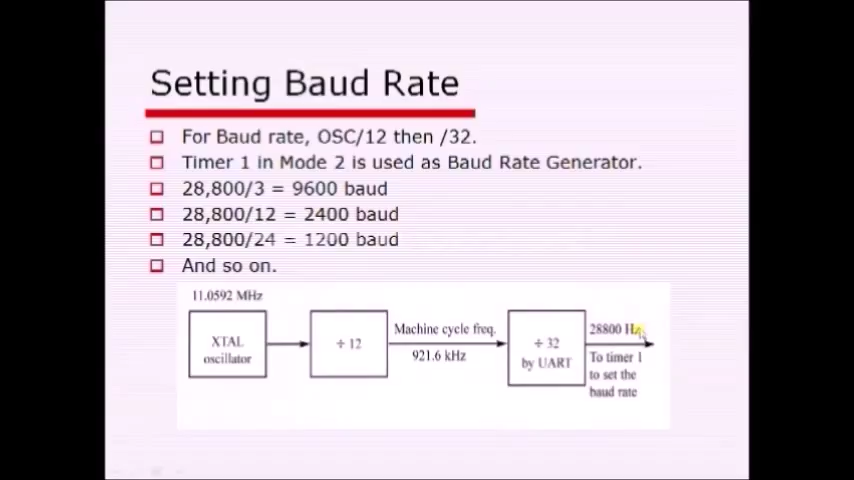 Setting Baud Rate
For Baud rate, OSC/12 then /32.
Timer 1 in Mode 2 is used as Baud Rate Generator.
28,800/3 = 9600 baud
28,800/12 = 2400 baud
28,800/24 = 1200 baud
And so on.
11.0592 MHz
XTAL
oscillator
÷ 12
Machine cycle freq.
921.6 kHz
÷ 32
by UART
28800 Hz
To timer 1
to set the
baud rate